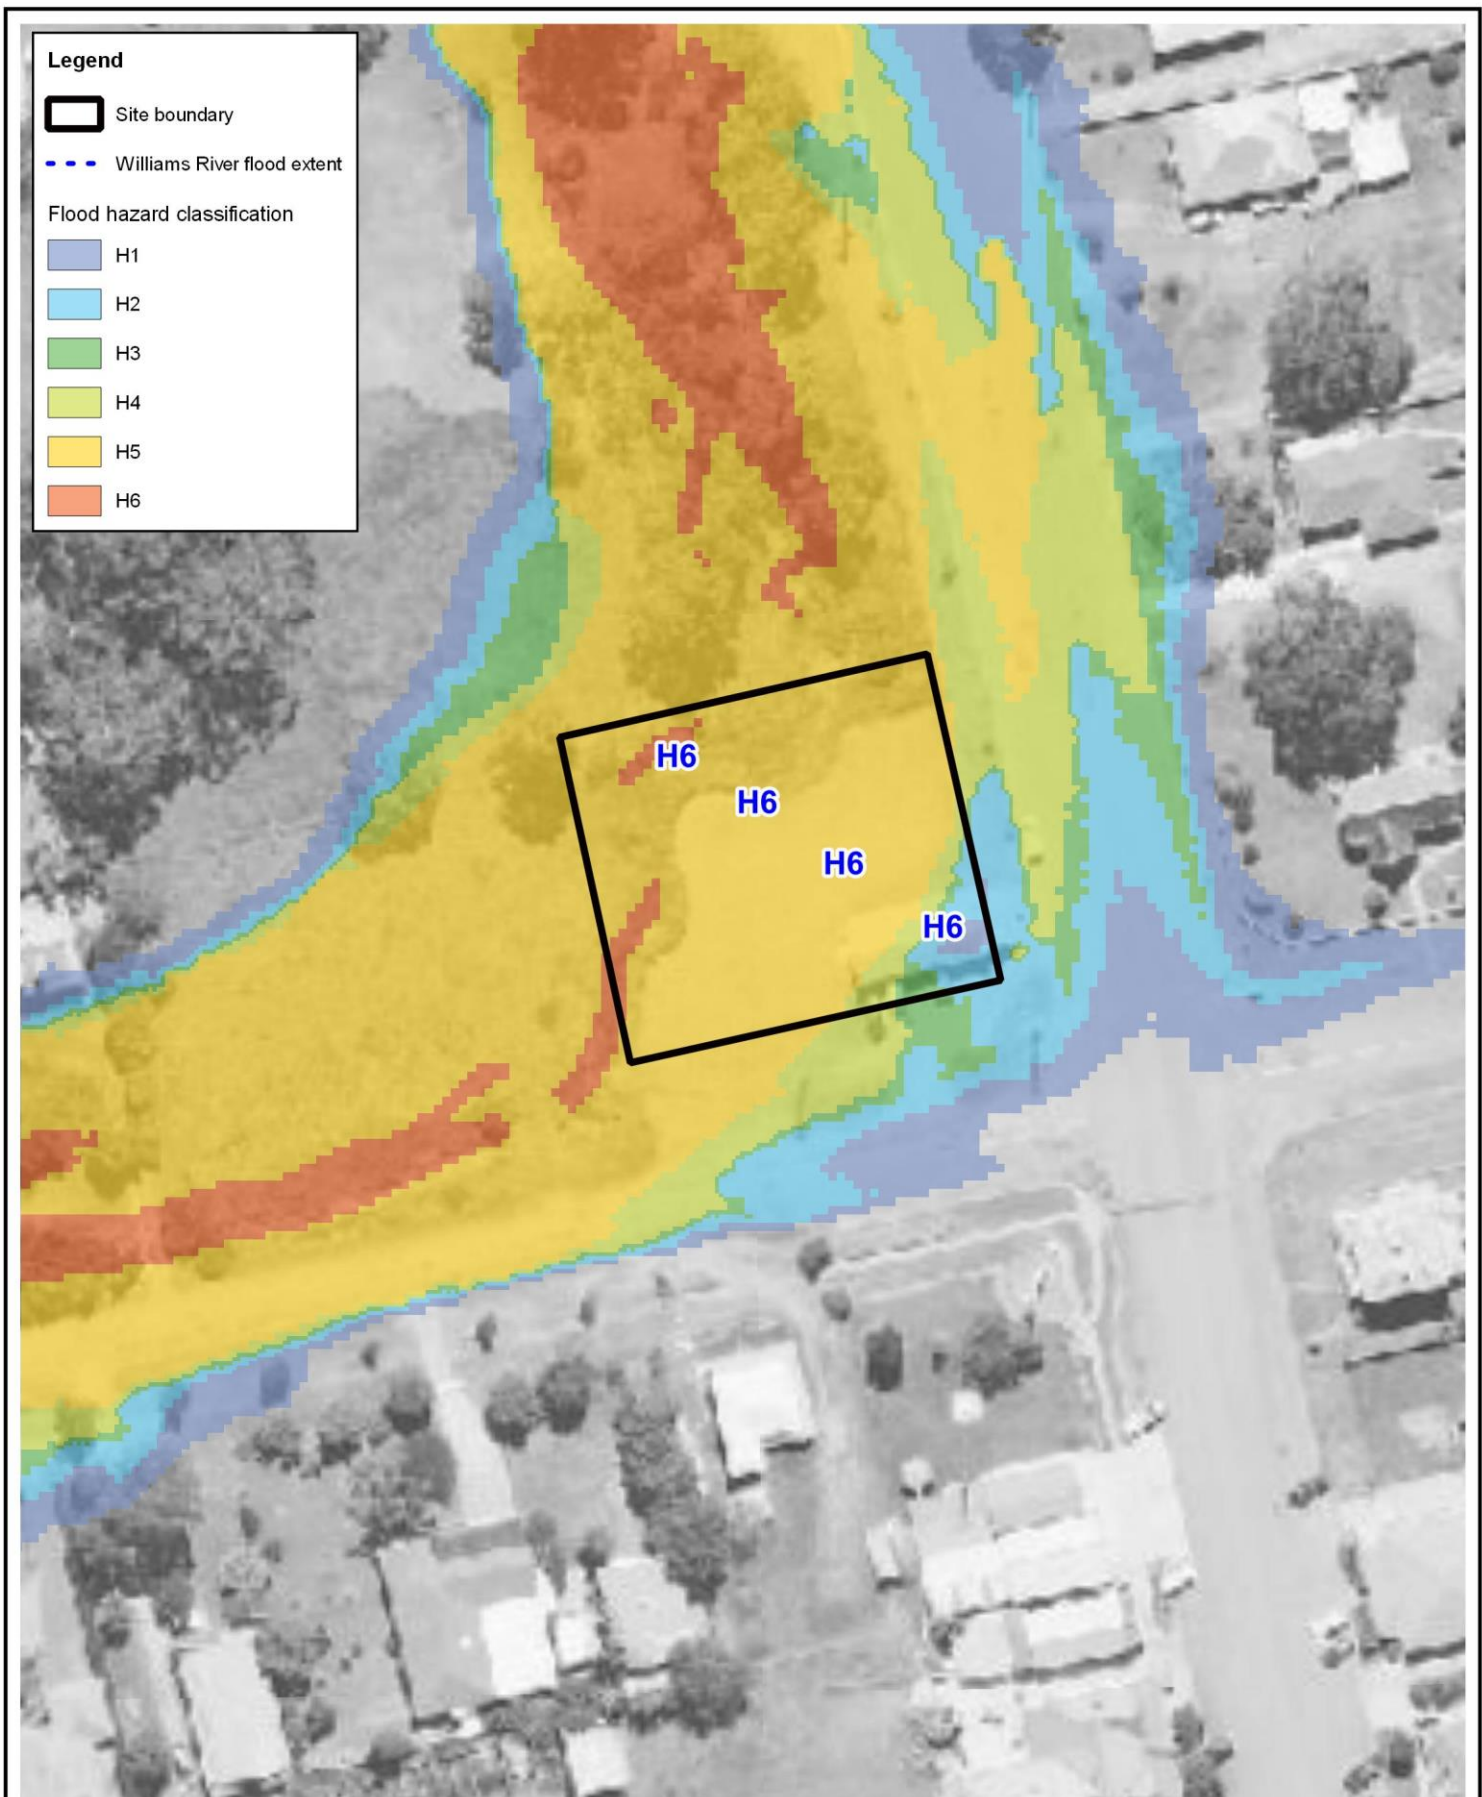 Legend
Site boundary
Williams River flood extent
Flood hazard classification
H1
H2
H3
H4
H5
H6
H6
H6
H6
H6